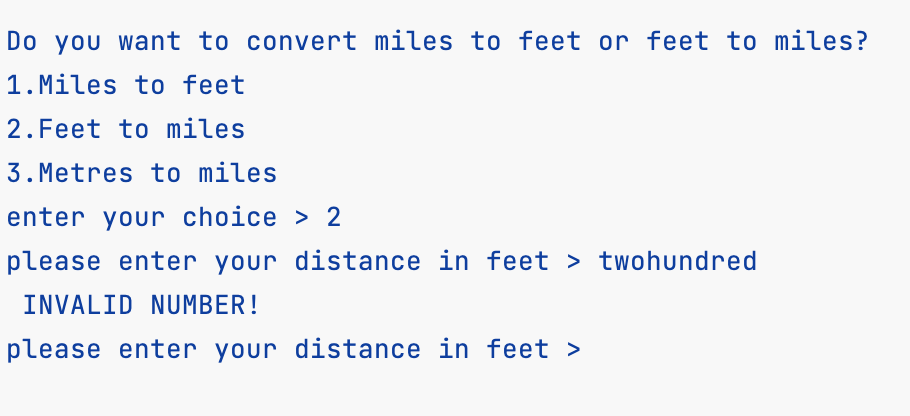 Do you want to convert miles to feet or feet to miles?
1.Miles to feet
2.Feet to miles
3.Metres to miles
enter your choice > 2
please enter your distance in feet > twohundred
 INVALID NUMBER!
please enter your distance in feet >